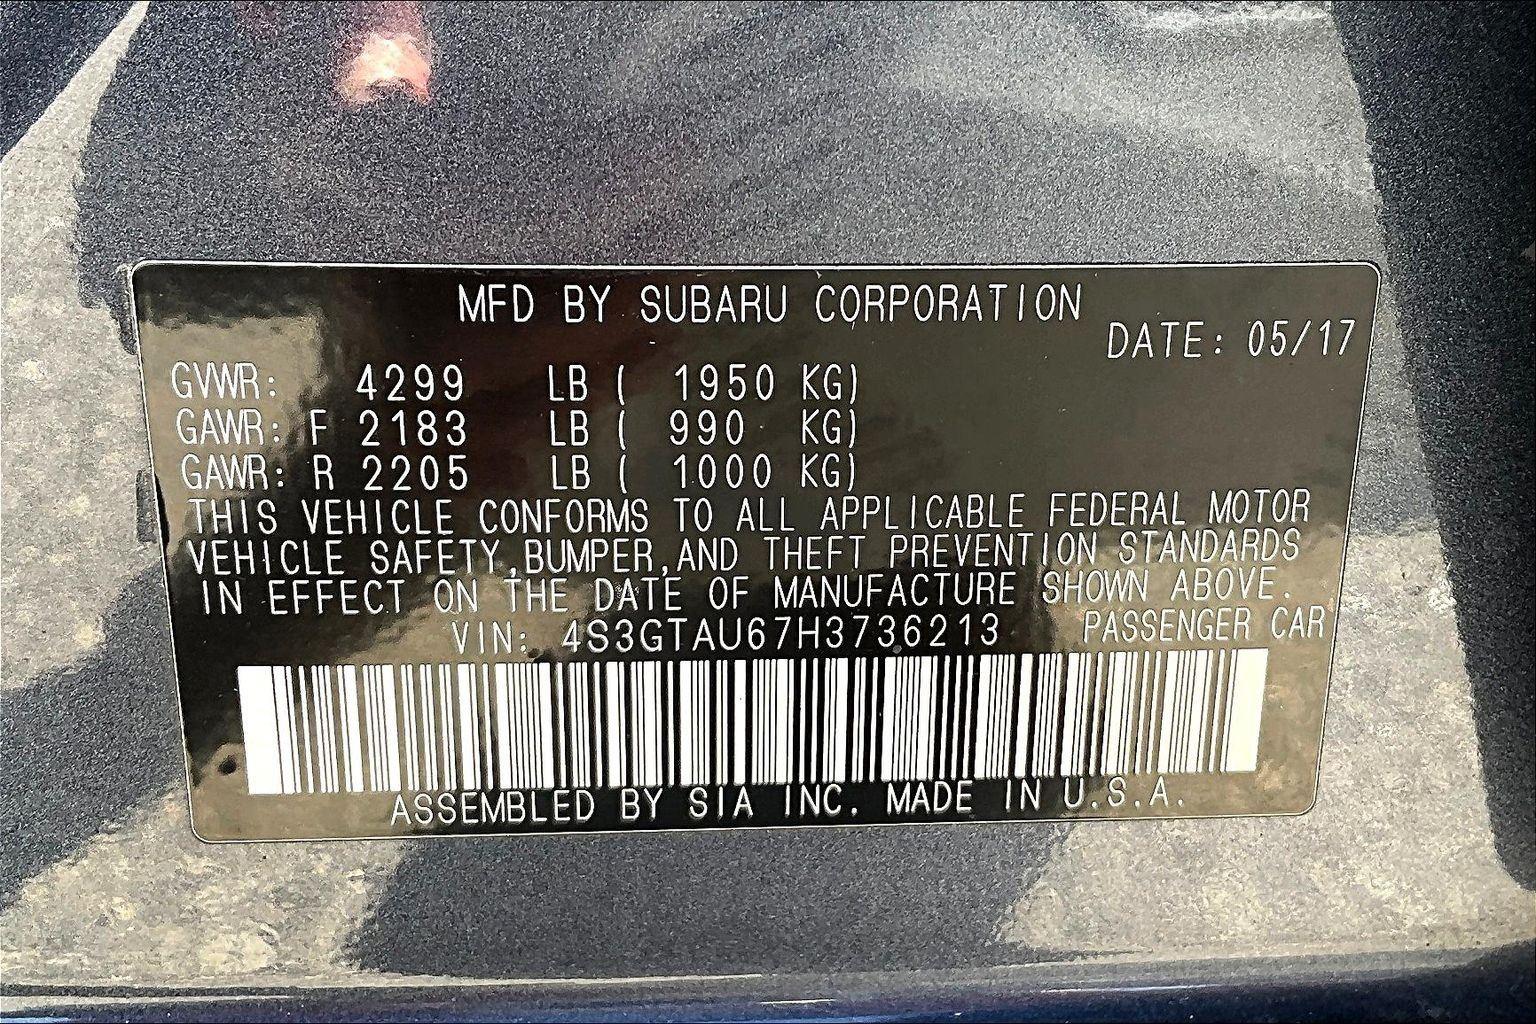 MFD BY SUBARU CORPORATION
DATE: 05/17
GVWR: 4299 LB ( 1950 KG)
GAWR: F 2183 LB ( 990 KG)
GAWR: R 2205 LB ( 1000 KG)
THIS VEHICLE CONFORMS TO ALL APPLICABLE FEDERAL MOTOR
VEHICLE SAFETY,BUMPER,AND THEFT PREVENTION STANDARDS
IN EFFECT ON THE DATE OF MANUFACTURE SHOWN ABOVE.
VIN: 4S3GTAU67H3736213 PASSENGER CAR
ASSEMBLED BY SIA INC. MADE IN U.S.A.